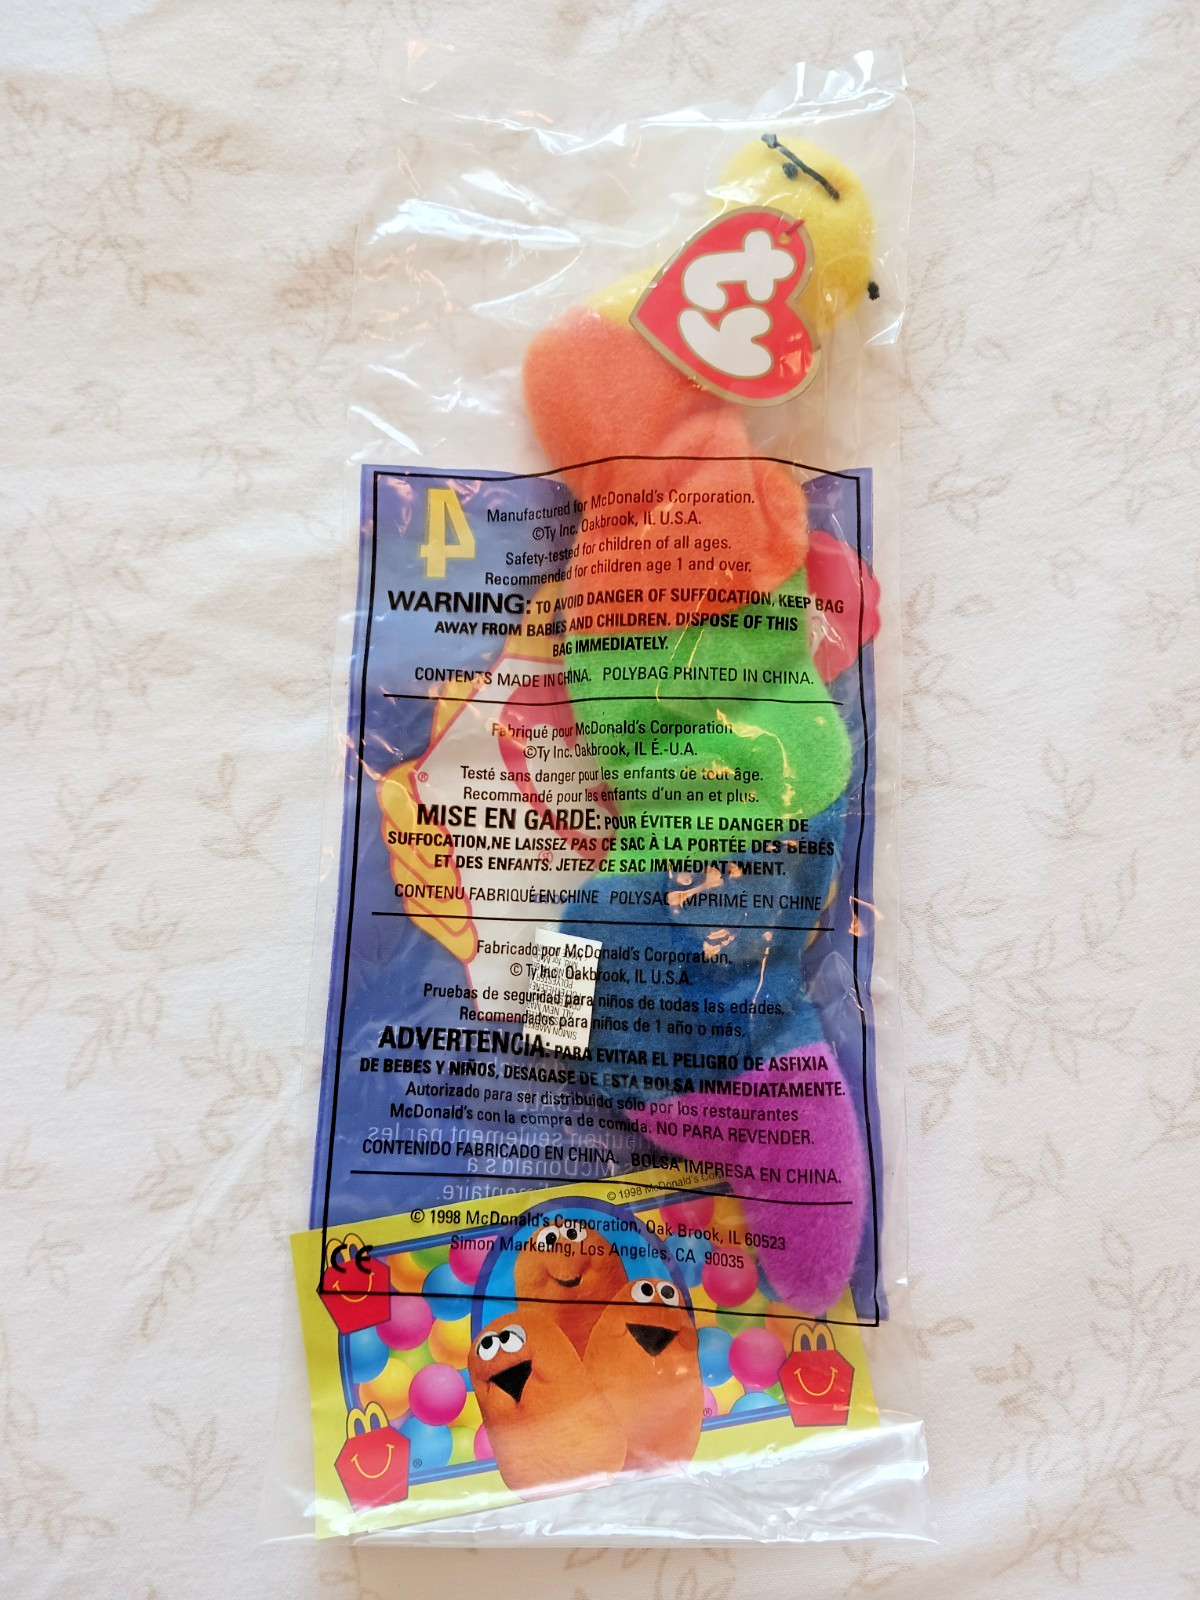 ty
4
Manufactured for McDonald's Corporation.
©Ty Inc. Oakbrook, IL U.S.A.
Safety-tested for children of all ages.
Recommended for children age 1 and over.
WARNING: TO AVOID DANGER OF SUFFOCATION, KEEP BAG
AWAY FROM BABIES AND CHILDREN. DISPOSE OF THIS
BAG IMMEDIATELY.
CONTENTS MADE IN CHINA. POLYBAG PRINTED IN CHINA.
Fabriqué pour McDonald's Corporation
©Ty Inc. Oakbrook, IL É.-U.A.
Testé sans danger pour les enfants de tout âge.
Recommandé pour les enfants d'un an et plus.
MISE EN GARDE: POUR ÉVITER LE DANGER DE
SUFFOCATION,NE LAISSEZ PAS CE SAC À LA PORTÉE DES BÉBÉS
ET DES ENFANTS. JETEZ CE SAC IMMÉDIATEMENT.
CONTENU FABRIQUÉ EN CHINE POLYSAC IMPRIMÉ EN CHINE
Fabricado por McDonald's Corporation.
© Ty Inc. Oakbrook, IL U.S.A.
Pruebas de seguridad para niños de todas las edades.
Recomendados para niños de 1 año o más.
ADVERTENCIA: PARA EVITAR EL PELIGRO DE ASFIXIA
DE BEBES Y NIÑOS, DESAGASE DE ESTA BOLSA INMEDIATAMENTE.
Autorizado para ser distribuido sólo por los restaurantes
McDonald's con la compra de comida. NO PARA REVENDER.
CONTENIDO FABRICADO EN CHINA. BOLSA IMPRESA EN CHINA.
© 1998 McDonald's
© 1998 McDonald's Corporation, Oak Brook, IL 60523
Simon Marketing, Los Angeles, CA 90035
CE